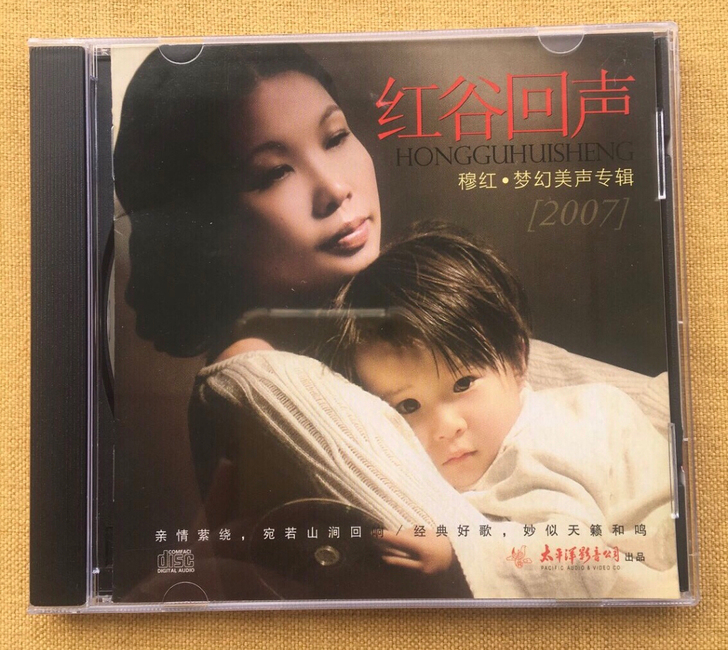 红谷回声
HONGGUHUISHENG
穆红•梦幻美声专辑
[2007]
亲情萦绕，宛若山涧回响/经典好歌，妙似天籁和鸣
COMPACT
disc
DIGITAL AUDIO
太平洋影音公司 出品
PACIFIC AUDIO & VIDEO CO